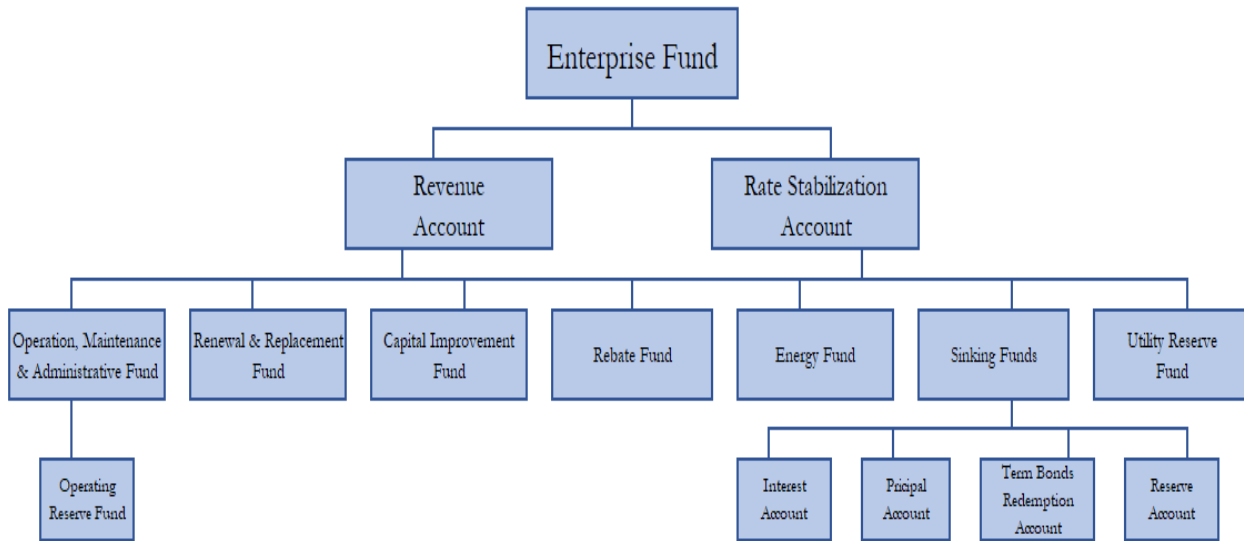 Enterprise Fund
Revenue
Account
Rate Stabilization
Account
Operation, Maintenance
& Administrative Fund
Renewal & Replacement
Fund
Capital Improvement
Fund
Rebate Fund
Energy Fund
Sinking Funds
Utility Reserve
Fund
Operating
Reserve Fund
Interest
Account
Pricipal
Account
Term Bonds
Redemption
Account
Reserve
Account